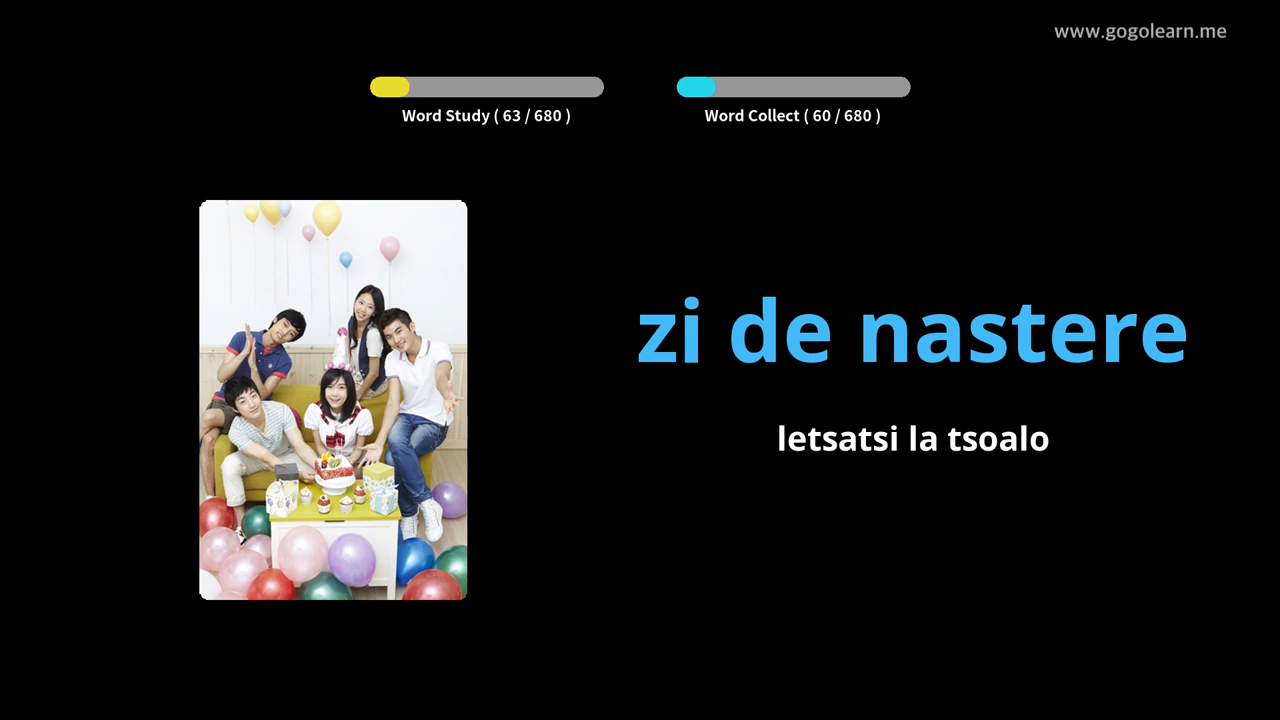 www.gogolearn.me
Word Study ( 63 / 680 )
Word Collect ( 60 / 680 )
zi de nastere
letsatsi la tsoalo